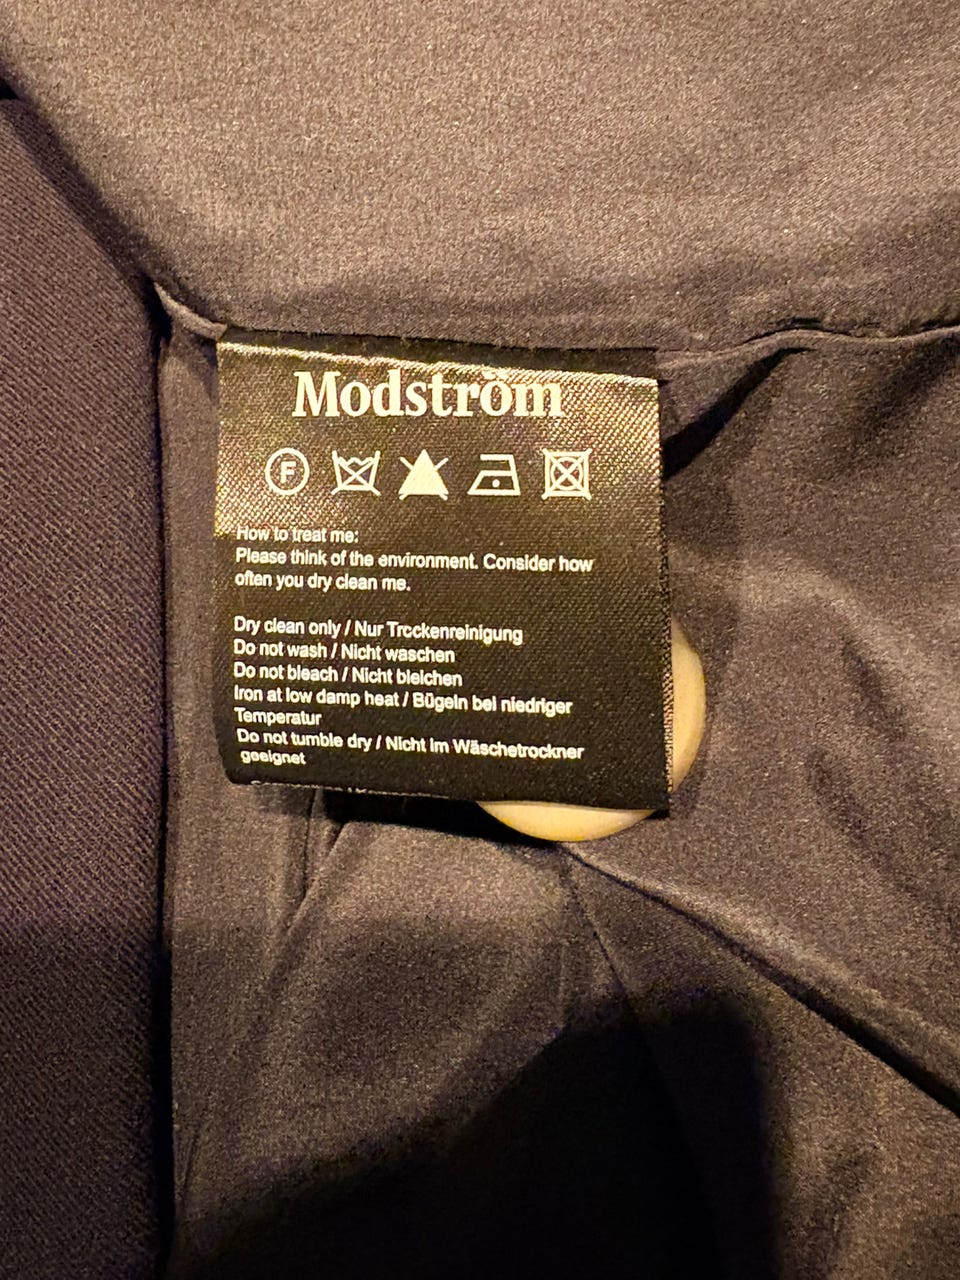 Modström
F
How to treat me:
Please think of the environment. Consider how
often you dry clean me.
Dry clean only / Nur Trockenreinigung
Do not wash / Nicht waschen
Do not bleach / Nicht bleichen
Iron at low damp heat / Bügeln bei niedriger
Temperatur
Do not tumble dry / Nicht im Wäschetrockner
geeignet